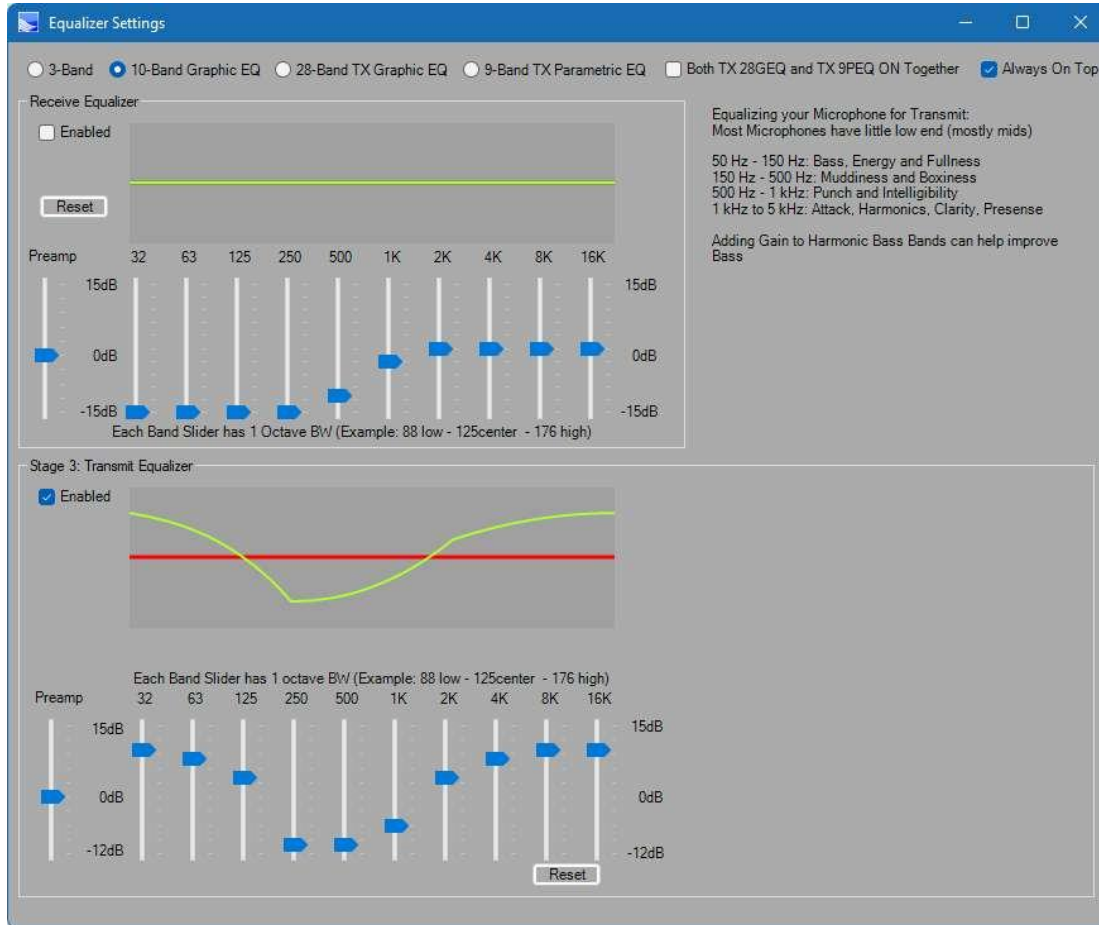 Equalizer Settings
3-Band 10-Band Graphic EQ 28-Band TX Graphic EQ 9-Band TX Parametric EQ Both TX 28GEQ and TX 9PEQ ON Together Always On Top
Receive Equalizer
Enabled
Reset
Preamp 32 63 125 250 500 1K 2K 4K 8K 16K
15dB 15dB
0dB 0dB
-15dB -15dB
Each Band Slider has 1 Octave BW (Example: 88 low - 125center - 176 high)
Equalizing your Microphone for Transmit:
Most Microphones have little low end (mostly mids)
50 Hz - 150 Hz: Bass, Energy and Fullness
150 Hz - 500 Hz: Muddiness and Boxiness
500 Hz - 1 kHz: Punch and Intelligibility
1 kHz to 5 kHz: Attack, Harmonics, Clarity, Presense
Adding Gain to Harmonic Bass Bands can help improve
Bass
Stage 3: Transmit Equalizer
Enabled
Each Band Slider has 1 octave BW (Example: 88 low - 125center - 176 high)
Preamp 32 63 125 250 500 1K 2K 4K 8K 16K
15dB 15dB
0dB 0dB
-12dB -12dB
Reset